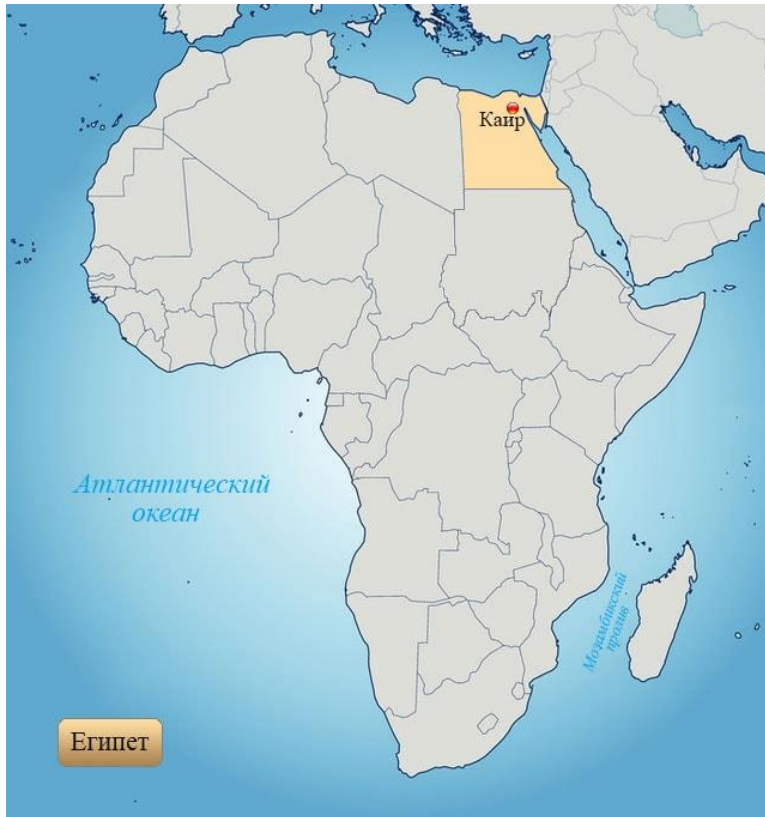 Каир
Атлантический
океан
Мозамбикский
пролив
Египет